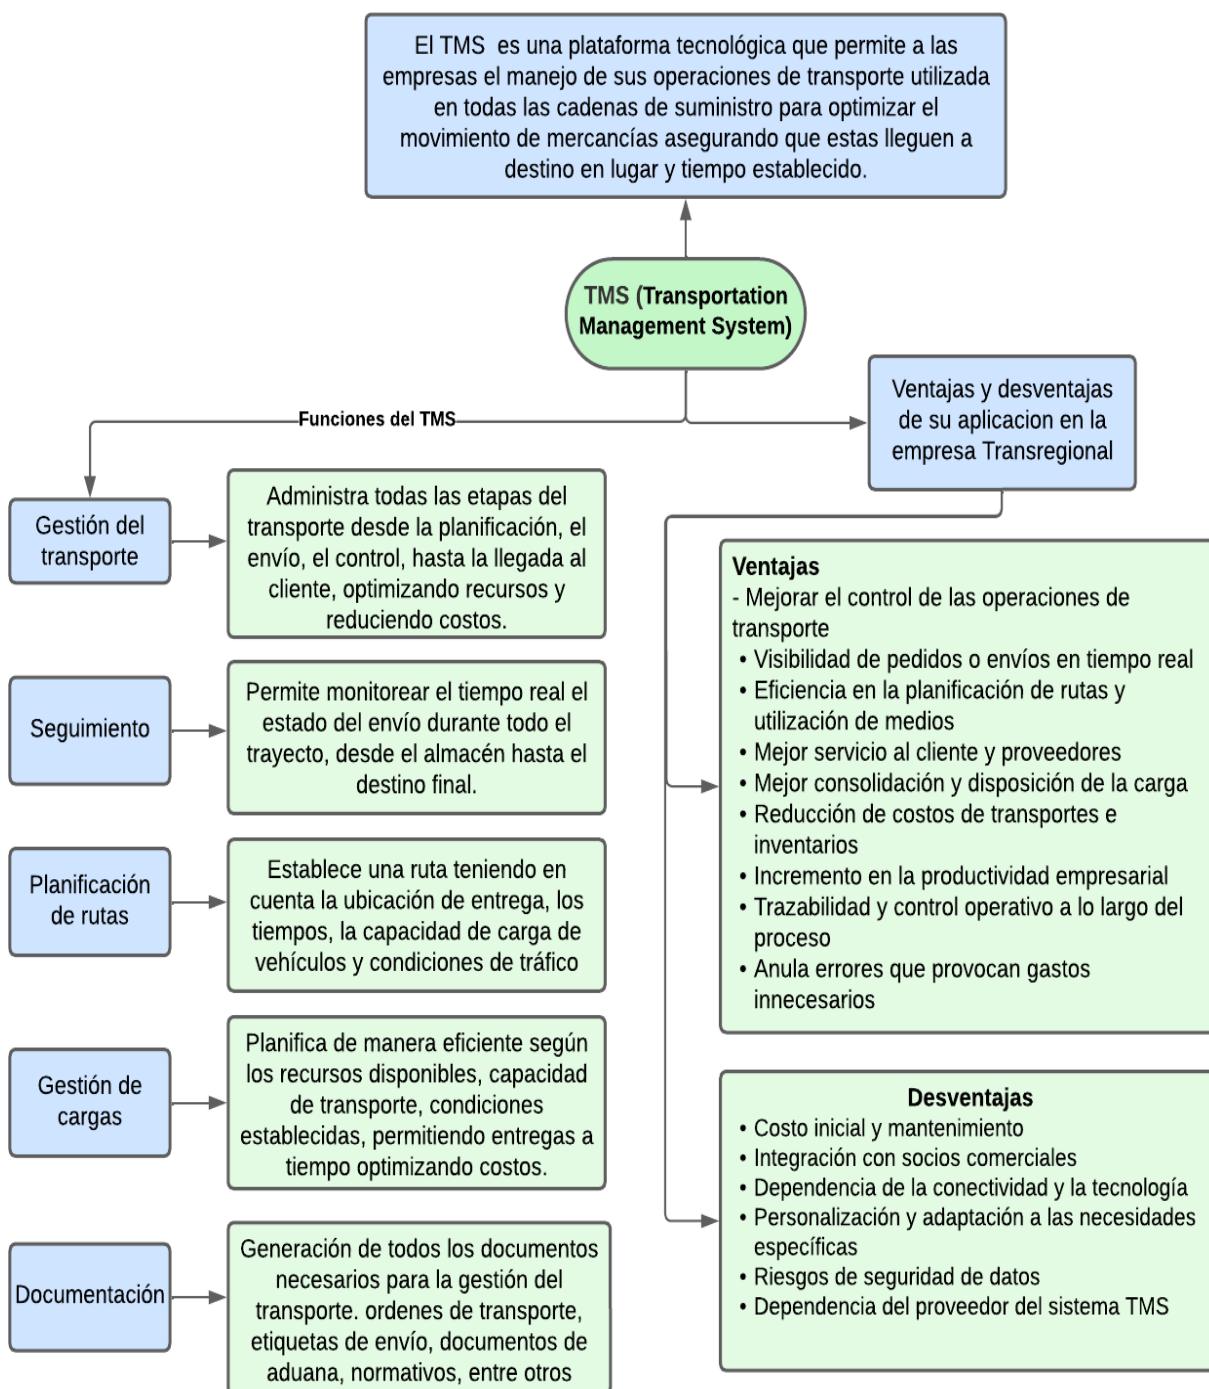 El TMS es una plataforma tecnológica que permite a las
empresas el manejo de sus operaciones de transporte utilizada
en todas las cadenas de suministro para optimizar el
movimiento de mercancías asegurando que estas lleguen a
destino en lugar y tiempo establecido.
TMS (Transportation
Management System)
Funciones del TMS
Gestión del
transporte
Administra todas las etapas del
transporte desde la planificación, el
envío, el control, hasta la llegada al
cliente, optimizando recursos y
reduciendo costos.
Seguimiento
Permite monitorear el tiempo real el
estado del envío durante todo el
trayecto, desde el almacén hasta el
destino final.
Planificación
de rutas
Establece una ruta teniendo en
cuenta la ubicación de entrega, los
tiempos, la capacidad de carga de
vehículos y condiciones de tráfico
Gestión de
cargas
Planifica de manera eficiente según
los recursos disponibles, capacidad
de transporte, condiciones
establecidas, permitiendo entregas a
tiempo optimizando costos.
Documentación
Generación de todos los documentos
necesarios para la gestión del
transporte. ordenes de transporte,
etiquetas de envío, documentos de
aduana, normativos, entre otros
Ventajas y desventajas
de su aplicacion en la
empresa Transregional
Ventajas
- Mejorar el control de las operaciones de
transporte
• Visibilidad de pedidos o envíos en tiempo real
• Eficiencia en la planificación de rutas y
utilización de medios
• Mejor servicio al cliente y proveedores
• Mejor consolidación y disposición de la carga
• Reducción de costos de transportes e
inventarios
• Incremento en la productividad empresarial
• Trazabilidad y control operativo a lo largo del
proceso
• Anula errores que provocan gastos
innecesarios
Desventajas
• Costo inicial y mantenimiento
• Integración con socios comerciales
• Dependencia de la conectividad y la tecnología
• Personalización y adaptación a las necesidades
específicas
• Riesgos de seguridad de datos
• Dependencia del proveedor del sistema TMS